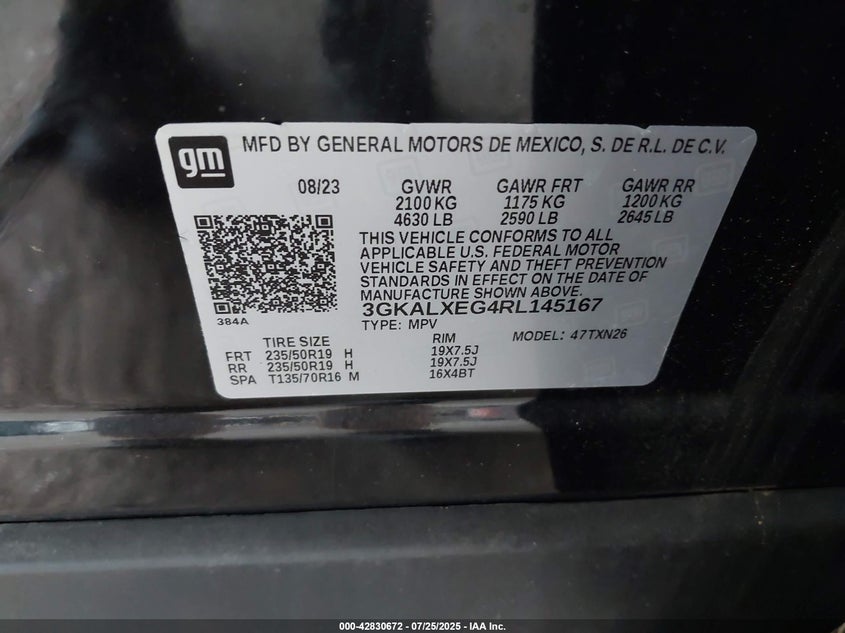 gm
MFD BY GENERAL MOTORS DE MEXICO, S. DE R.L. DE C.V.
08/23 GVWR GAWR FRT GAWR RR
2100 KG 1175 KG 1200 KG
4630 LB 2590 LB 2645 LB
THIS VEHICLE CONFORMS TO ALL
APPLICABLE U.S. FEDERAL MOTOR
VEHICLE SAFETY AND THEFT PREVENTION
STANDARDS IN EFFECT ON THE DATE OF
MANUFACTURE SHOWN ABOVE.
384A
3GKALXEG4RL145167
TYPE: MPV MODEL: 47TXN26
TIRE SIZE RIM
FRT 235/50R19 H 19X7.5J
RR 235/50R19 H 19X7.5J
SPA T135/70R16 M 16X4BT
000-42830672 - 07/25/2025 - IAA Inc.